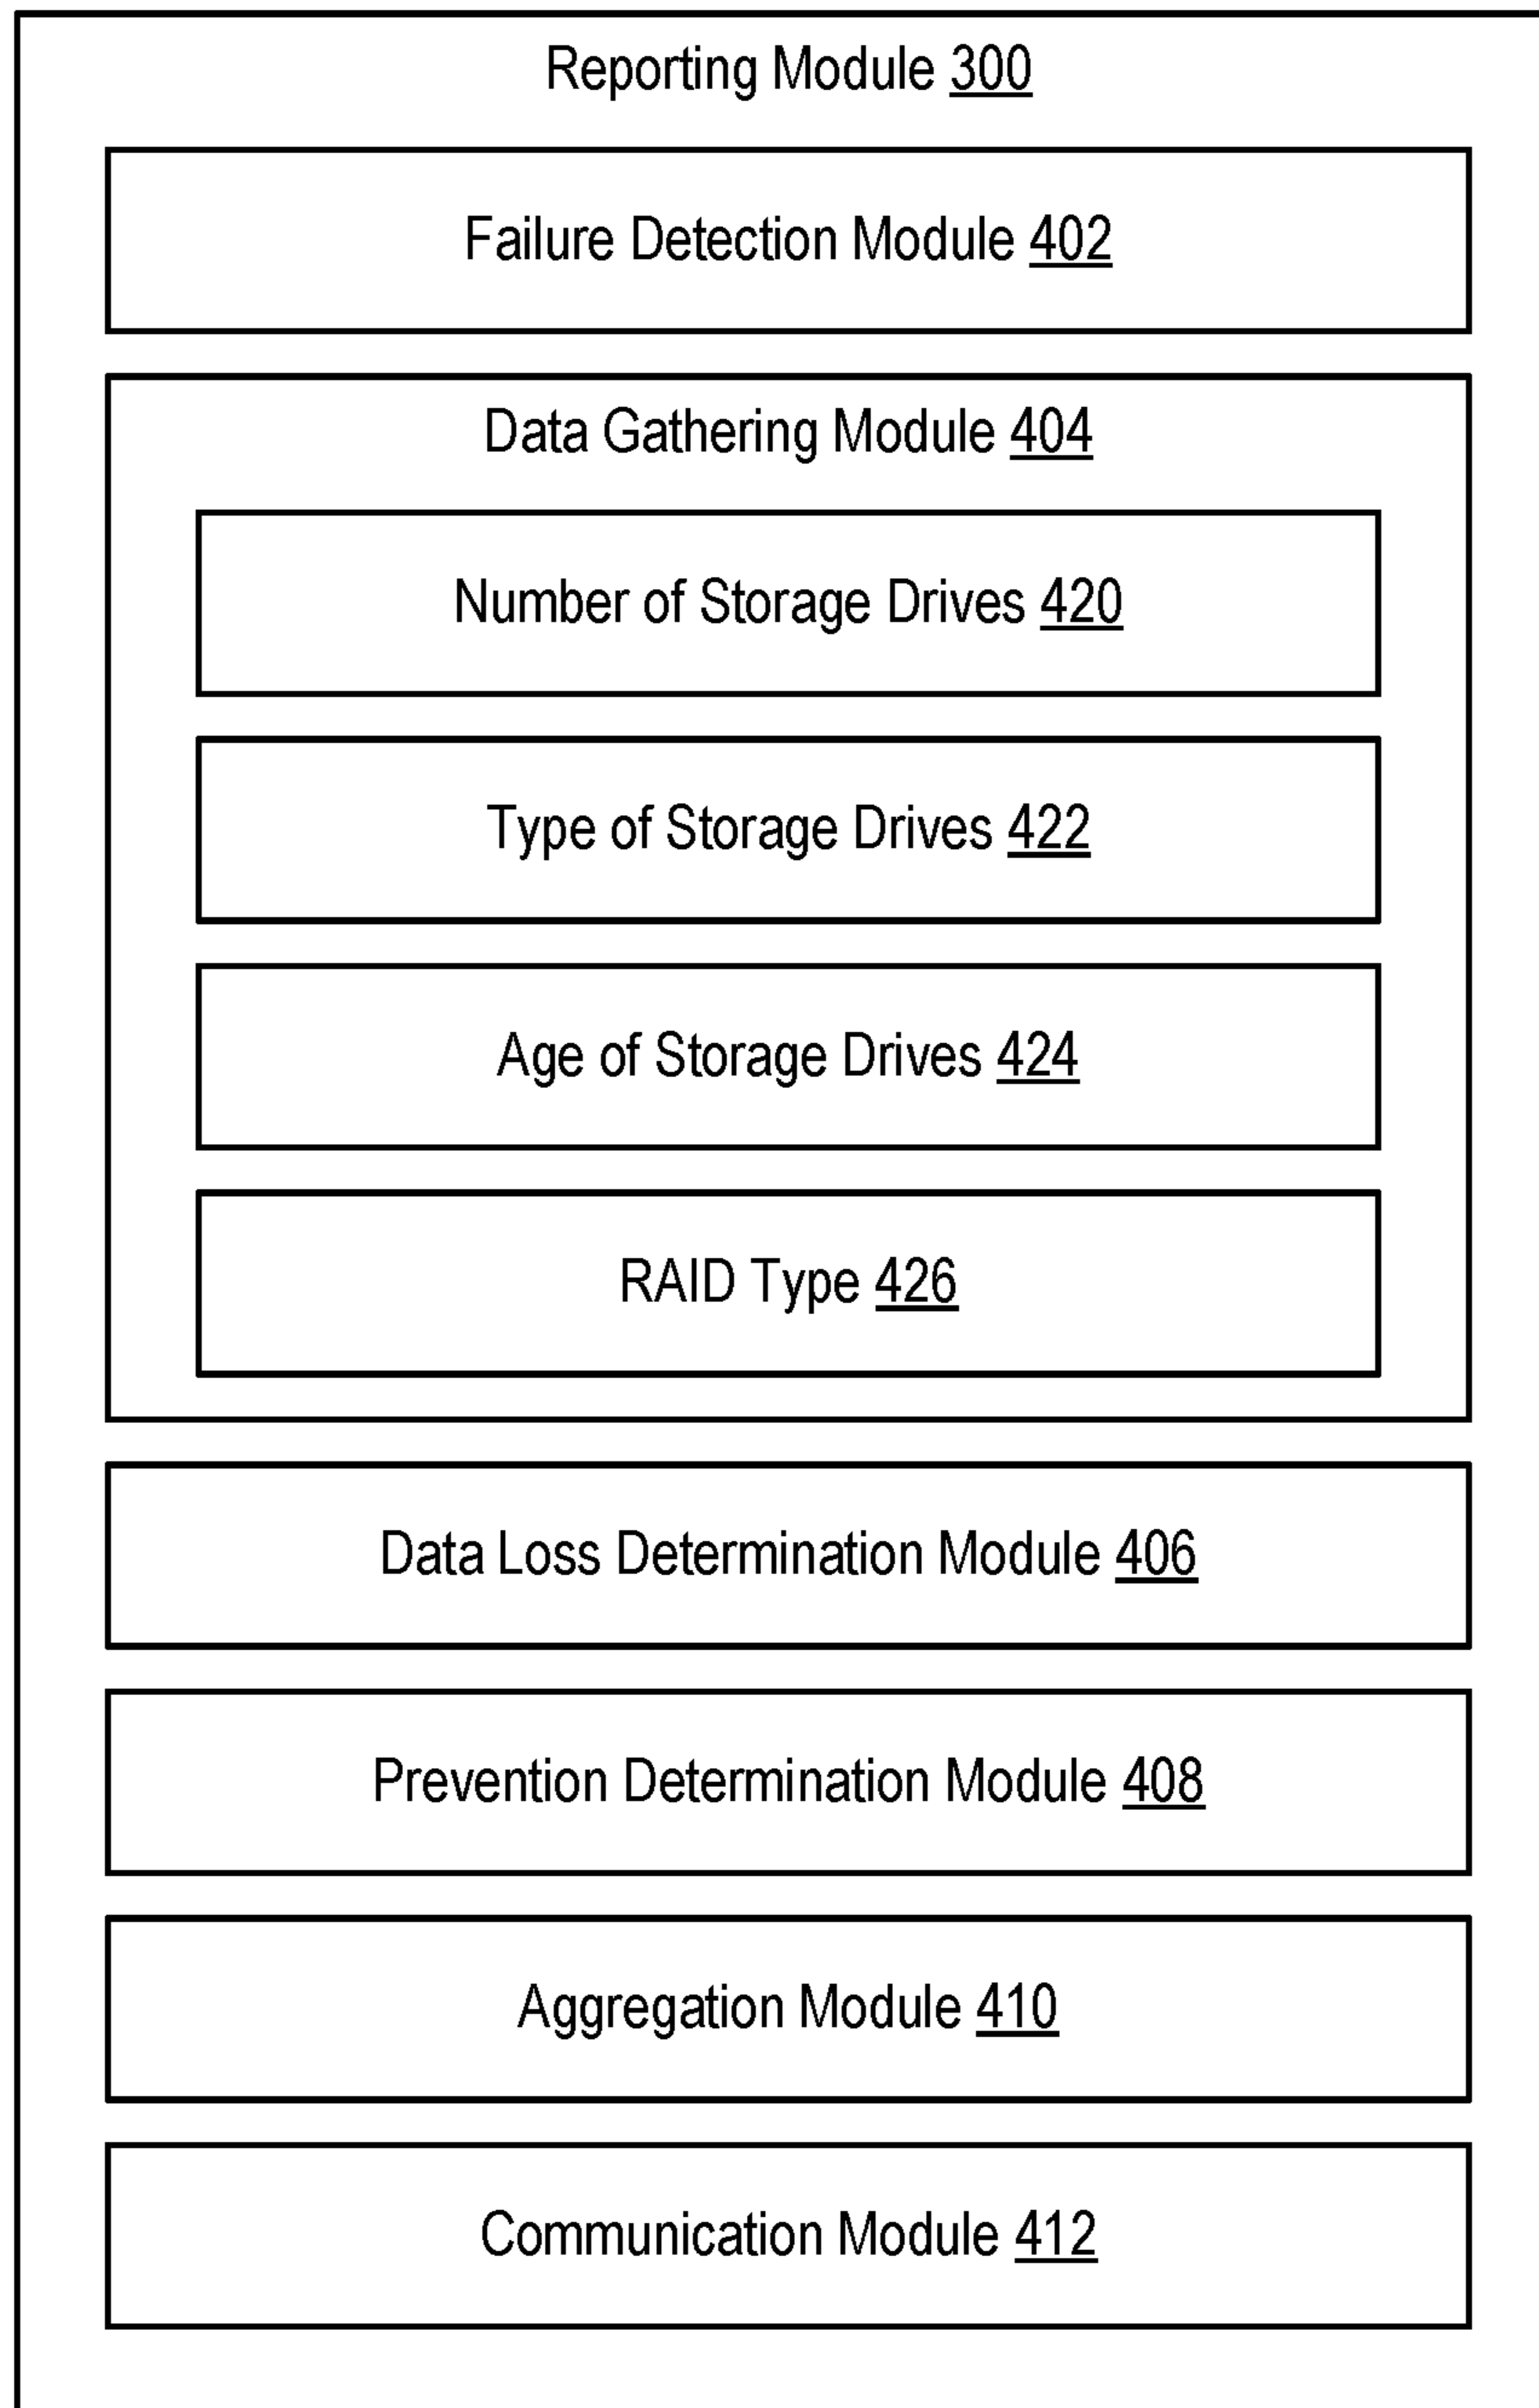 Reporting Module 300
Failure Detection Module 402
Data Gathering Module 404
Number of Storage Drives 420
Type of Storage Drives 422
Age of Storage Drives 424
RAID Type 426
Data Loss Determination Module 406
Prevention Determination Module 408
Aggregation Module 410
Communication Module 412